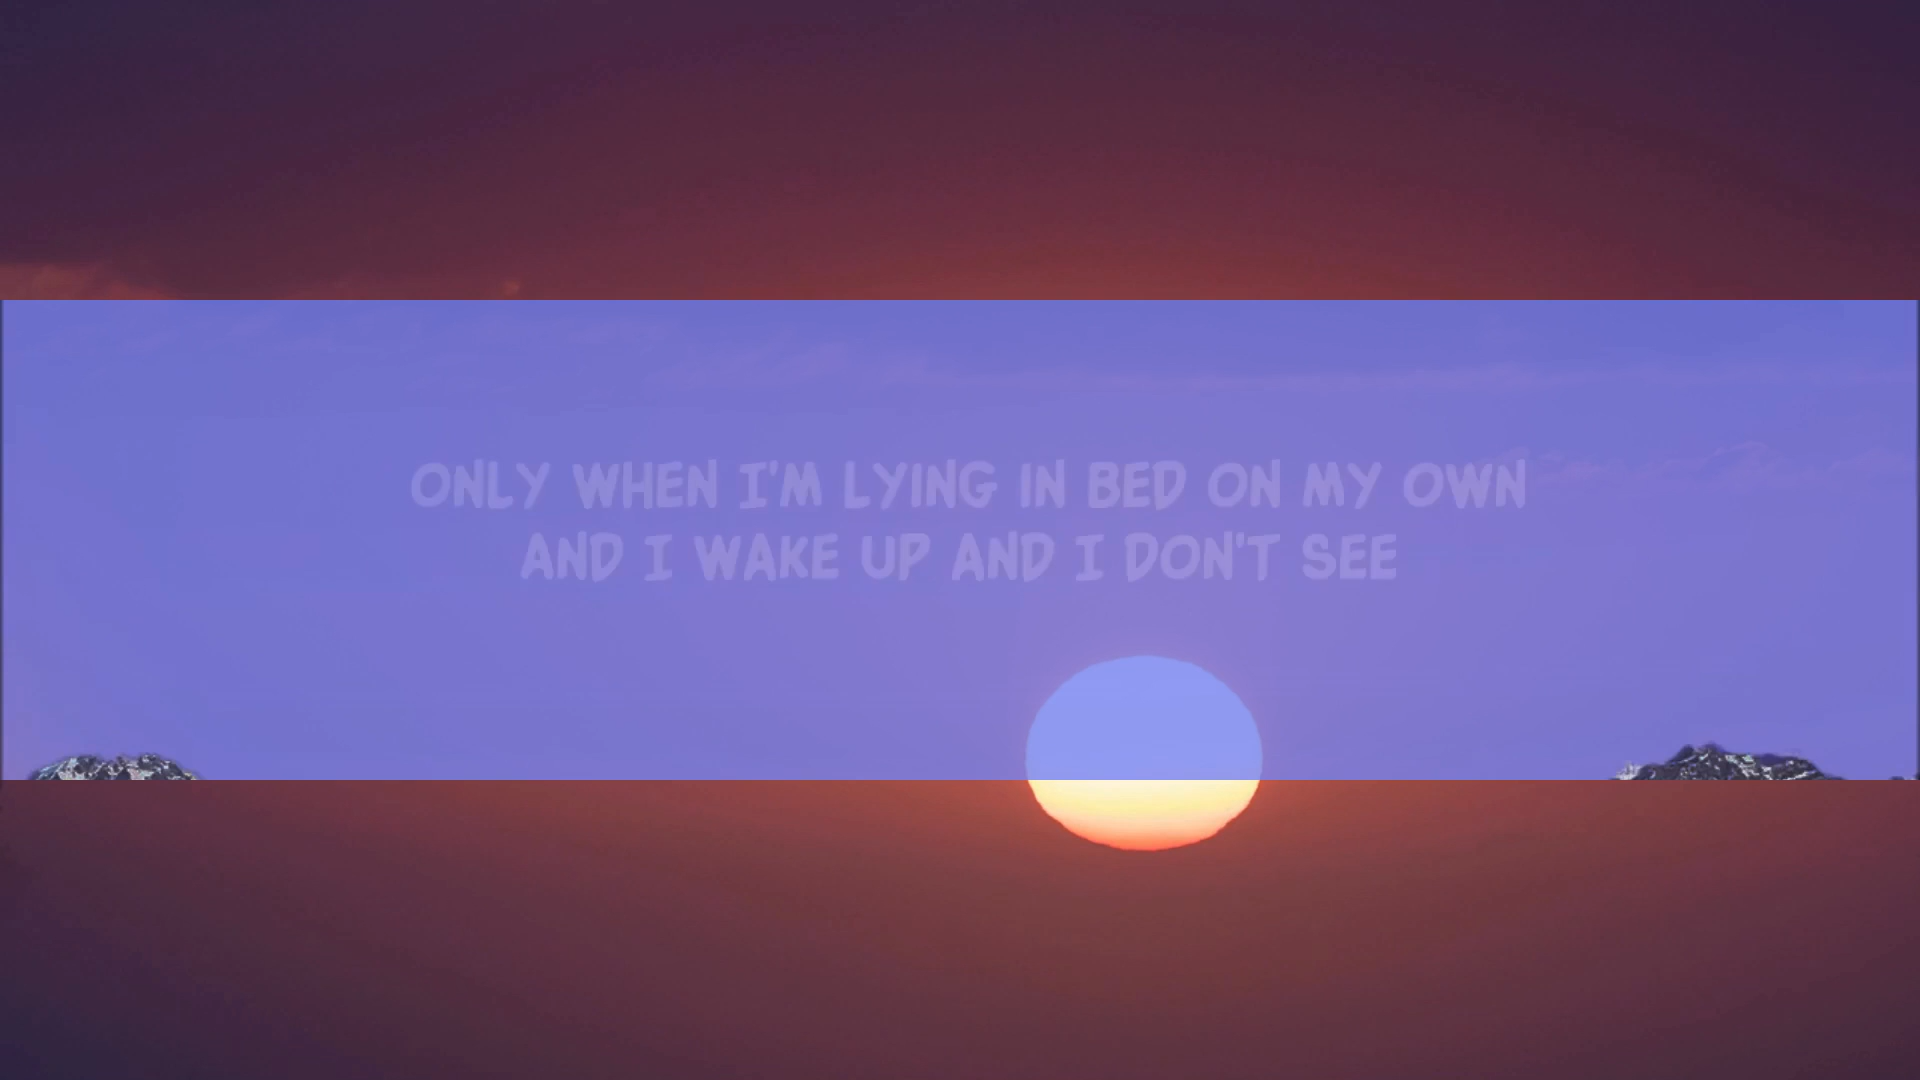 ONLY WHEN I'M LYING IN BED ON MY OWN
AND I WAKE UP AND I DON'T SEE